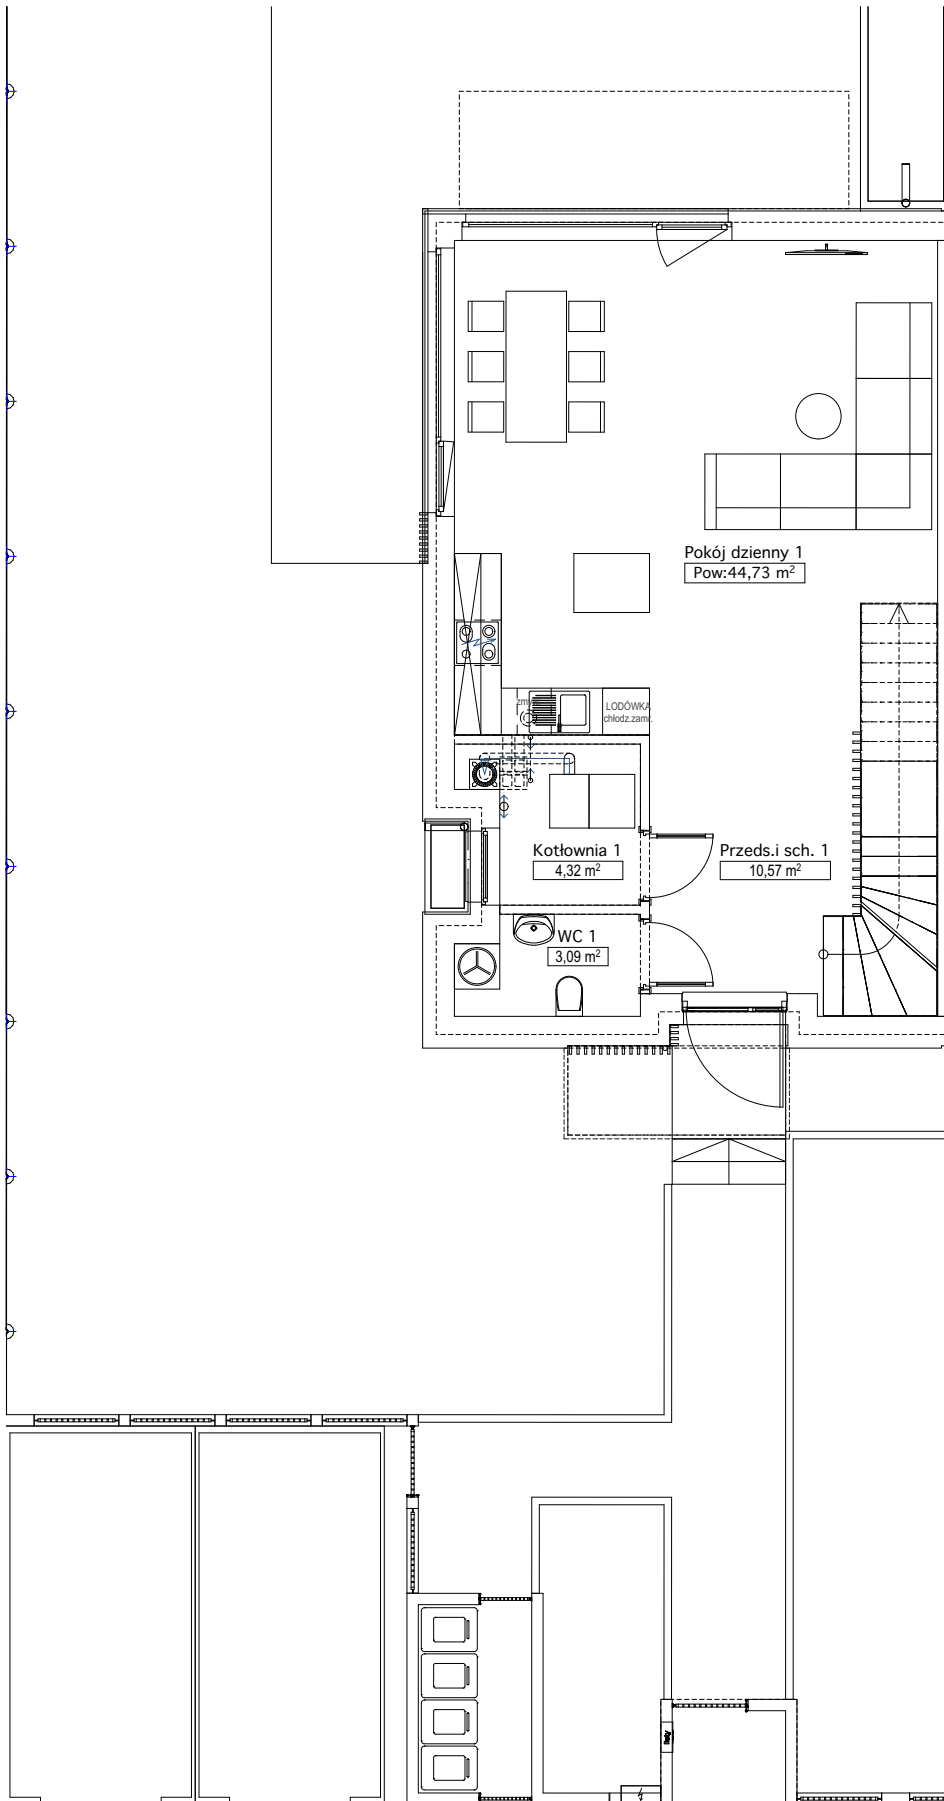 Pokój dzienny 1
Pow:44,73 m²
LODÓWKA
chłodz.zamr.
Kotłownia 1
4,32 m²
Przeds.i sch. 1
10,57 m²
WC 1
3,09 m²